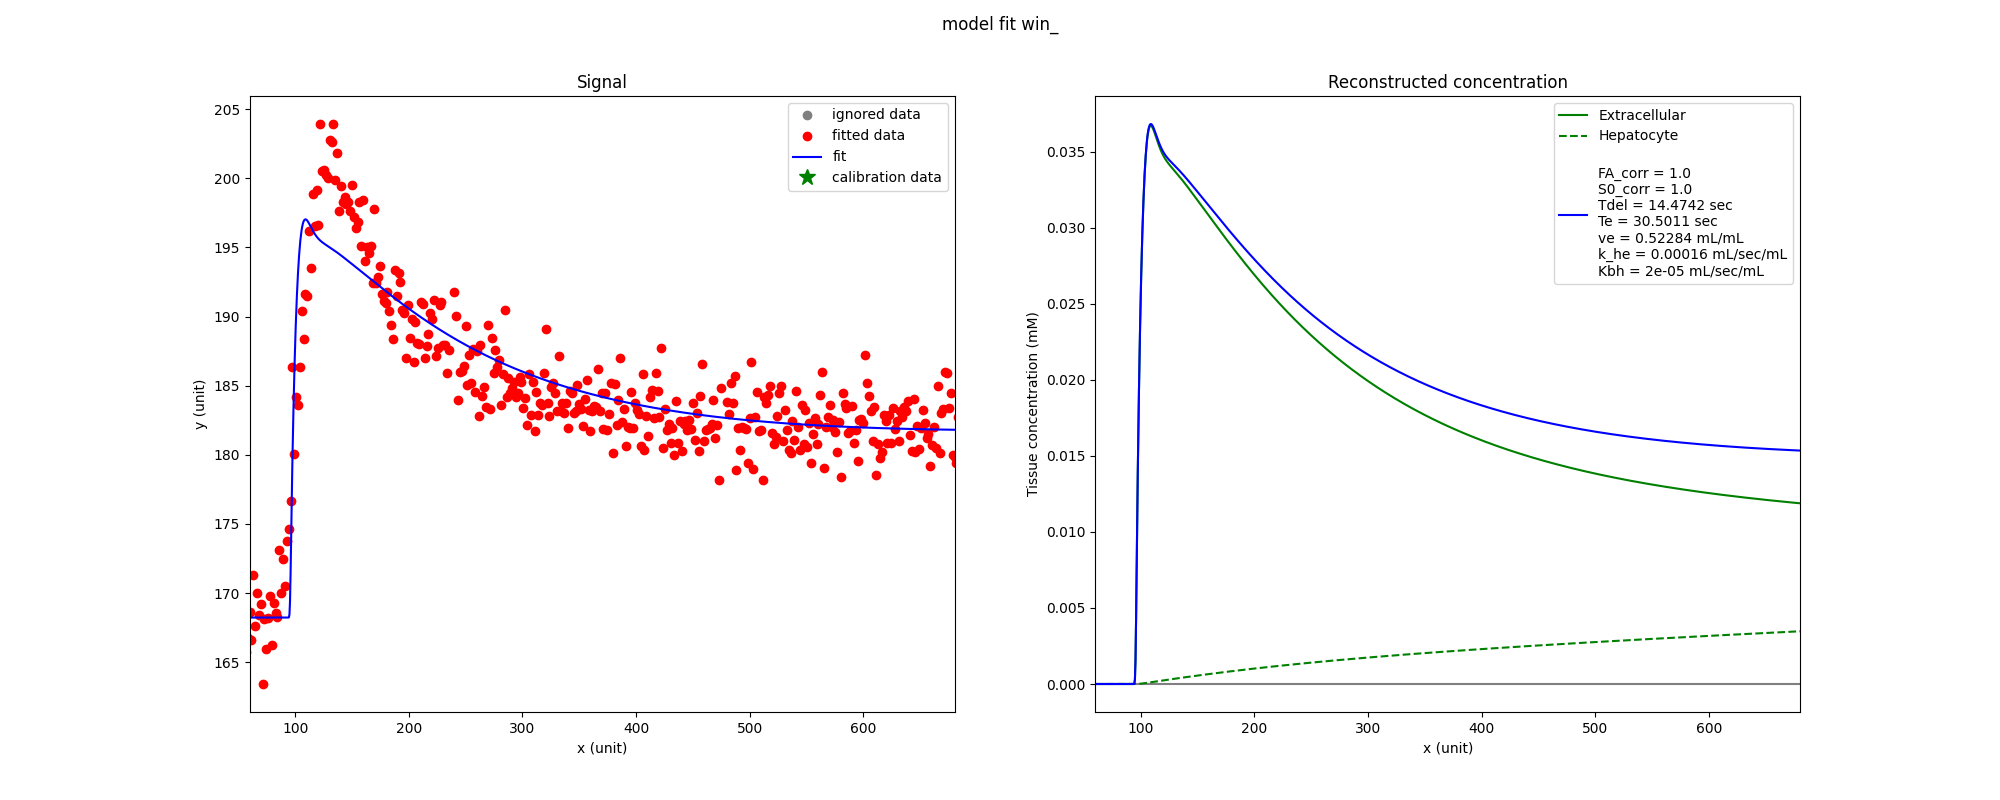 model fit win_
Signal
205
200
195
190
185
180
175
170
165
y (unit)
100
200
300
400
500
600
x (unit)
ignored data
fitted data
fit
calibration data
Reconstructed concentration
0.035
0.030
0.025
0.020
0.015
0.010
0.005
0.000
Tissue concentration (mM)
100
200
300
400
500
600
x (unit)
Extracellular
Hepatocyte
FA_corr = 1.0
S0_corr = 1.0
Tdel = 14.4742 sec
Te = 30.5011 sec
ve = 0.52284 mL/mL
k_he = 0.00016 mL/sec/mL
Kbh = 2e-05 mL/sec/mL